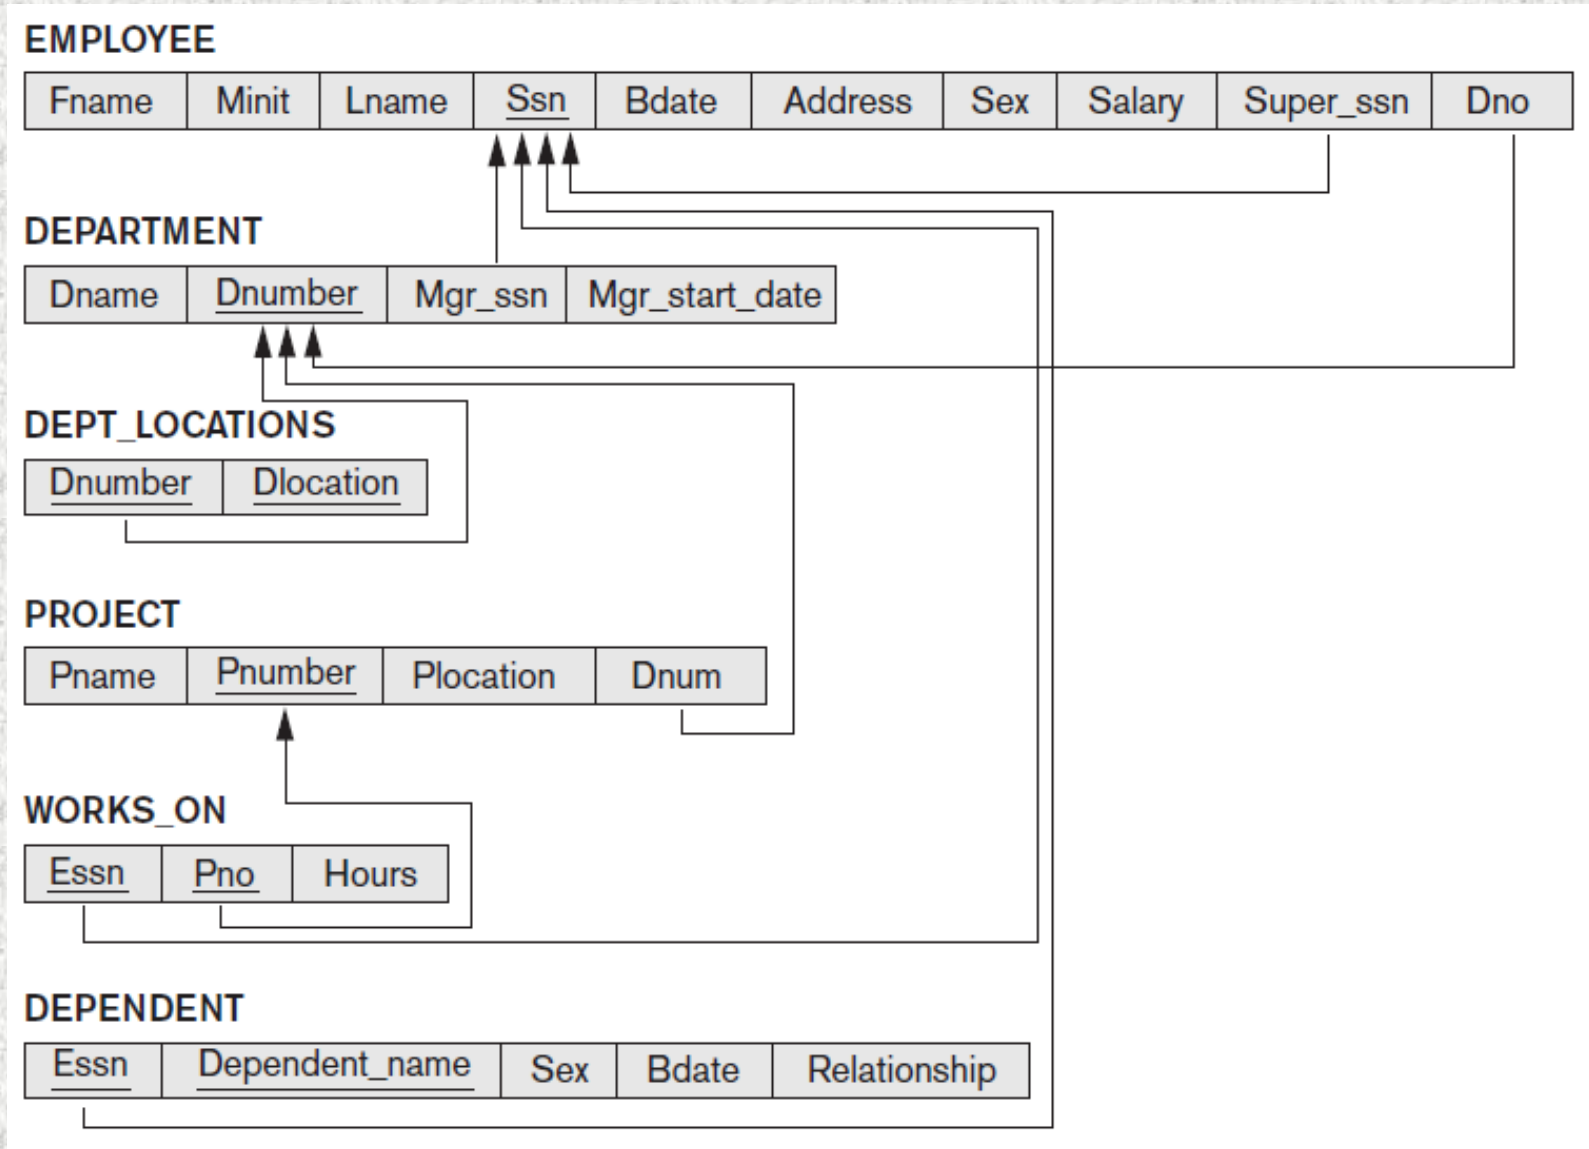 EMPLOYEE
Fname Minit Lname Ssn Bdate Address Sex Salary Super_ssn Dno
DEPARTMENT
Dname Dnumber Mgr_ssn Mgr_start_date
DEPT_LOCATIONS
Dnumber Dlocation
PROJECT
Pname Pnumber Plocation Dnum
WORKS_ON
Essn Pno Hours
DEPENDENT
Essn Dependent_name Sex Bdate Relationship